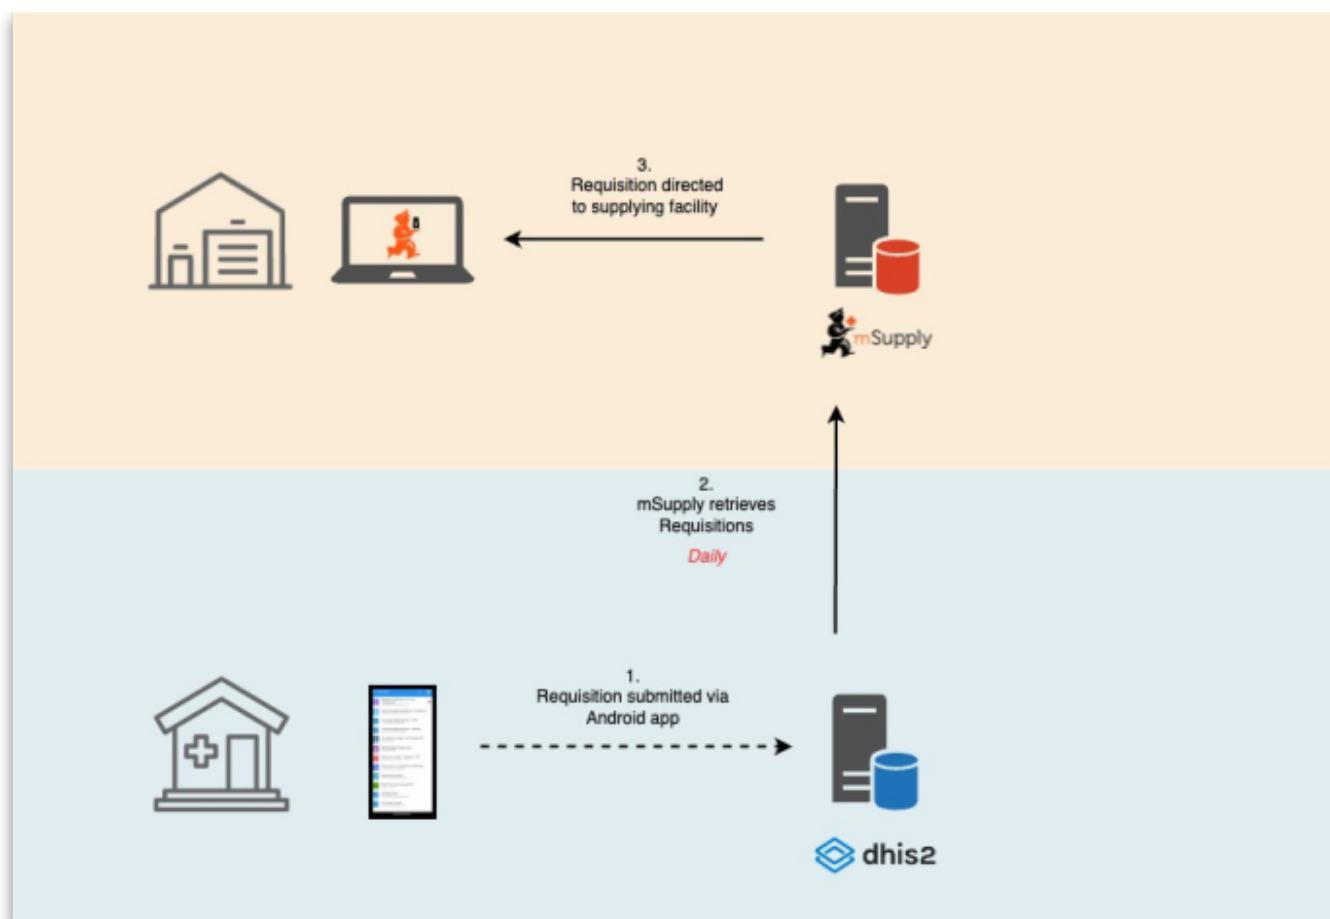 3.
Requisition directed
to supplying facility
mSupply
2.
mSupply retrieves
Requisitions
Daily
1.
Requisition submitted via
Android app
dhis2